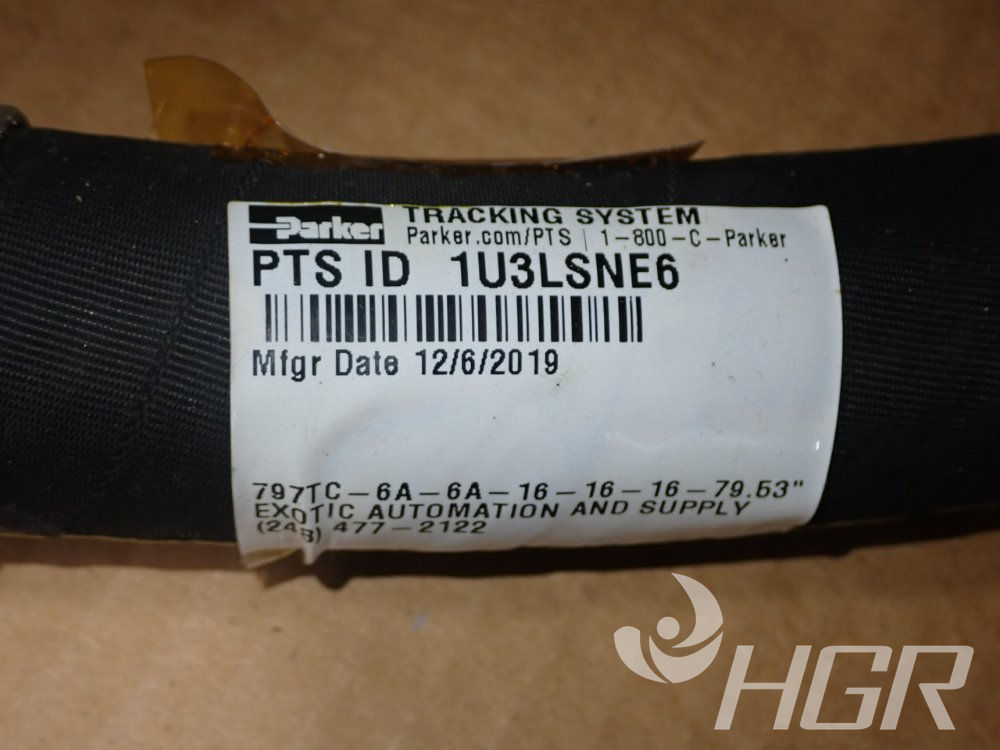 Parker TRACKING SYSTEM
Parker.com/PTS | 1-800-C-Parker
PTS ID 1U3LSNE6
Mfgr Date 12/6/2019
797TC-6A-6A-16-16-16-79.53"
EXOTIC AUTOMATION AND SUPPLY
(248) 477-2122
HGR